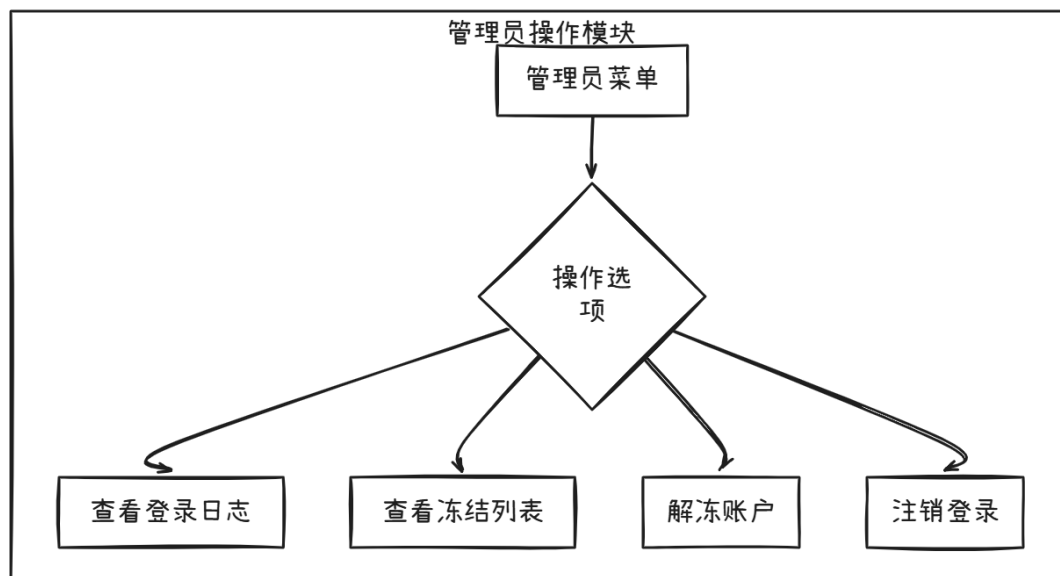 管理员操作模块
管理员菜单
操作选
项
查看登录日志
查看冻结列表
解冻账户
注销登录